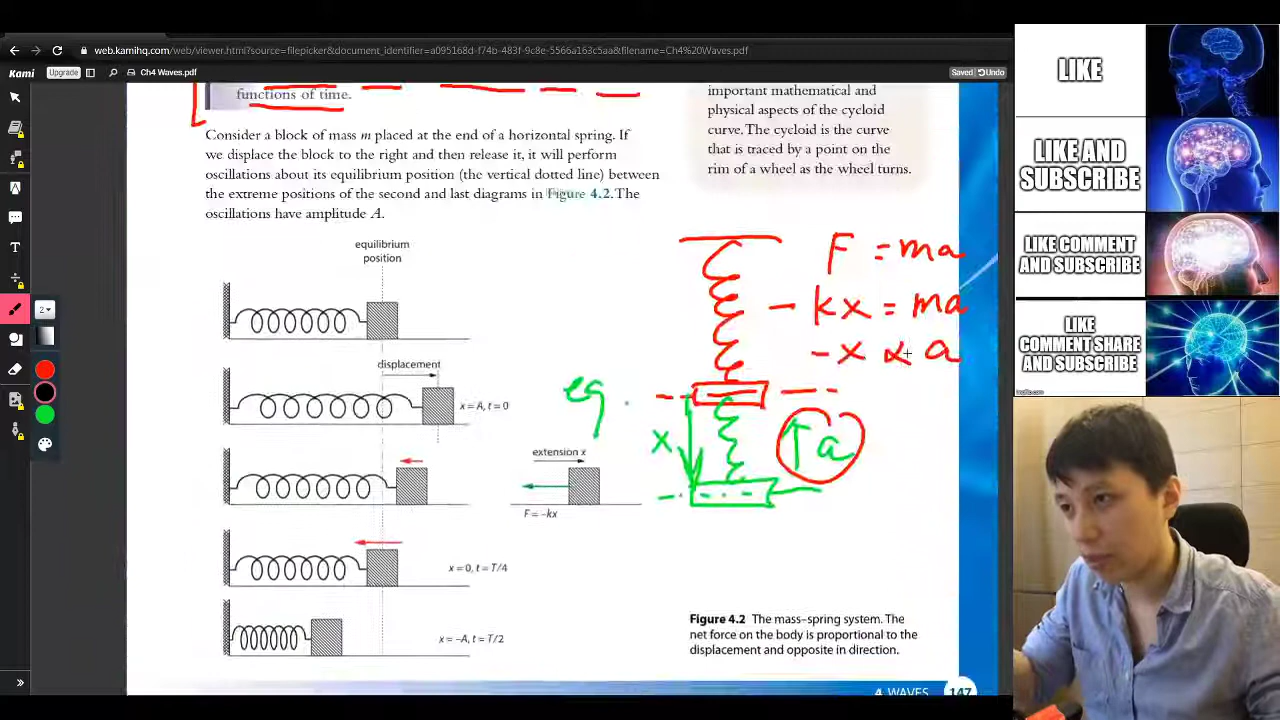 web.kamihq.com/web/viewer.html?source=filepicker&document_identifier=a095168d-f74b-483f-9c8e-5566a163c5aa&filename=Ch4%20Waves.pdf
Kami
Upgrade
Ch4 Waves.pdf
Saved
Undo
functions of time.
Consider a block of mass m placed at the end of a horizontal spring. If
we displace the block to the right and then release it, it will perform
oscillations about its equilibrium position (the vertical dotted line) between
the extreme positions of the second and last diagrams in Figure 4.2. The
oscillations have amplitude A.
important mathematical and
physical aspects of the cycloid
curve. The cycloid is the curve
that is traced by a point on the
rim of a wheel as the wheel turns.
equilibrium
position
displacement
x = A, t = 0
extension x
F = –kx
x = 0, t = T/4
x = –A, t = T/2
F = ma
- kx = ma
- x ∝ a
eq
x
a
Figure 4.2 The mass–spring system. The
net force on the body is proportional to the
displacement and opposite in direction.
4 WAVES 147
2
T
LIKE
LIKE AND
SUBSCRIBE
LIKE COMMENT
AND SUBSCRIBE
LIKE
COMMENT SHARE
AND SUBSCRIBE
imgflip.com